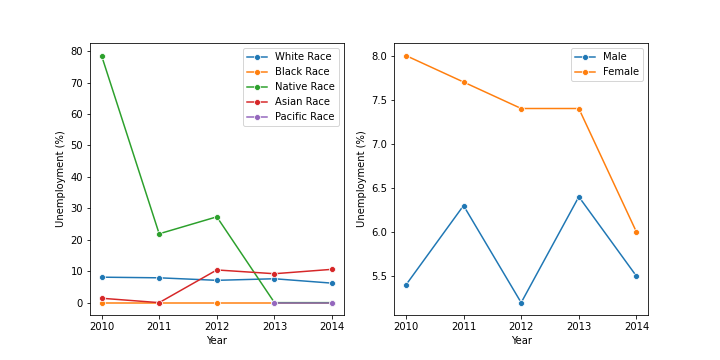 White Race
Black Race
Native Race
Asian Race
Pacific Race
Unemployment (%)
80
70
60
50
40
30
20
10
0
2010 2011 2012 2013 2014
Year
Male
Female
Unemployment (%)
8.0
7.5
7.0
6.5
6.0
5.5
2010 2011 2012 2013 2014
Year